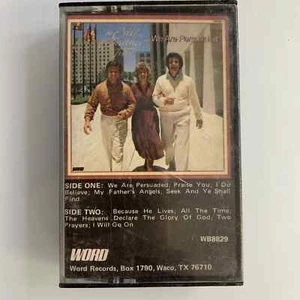 We Are Persuaded
SIDE ONE: We Are Persuaded; Praise You; I Do
Believe; My Father's Angels; Seek And Ye Shall
Find
SIDE TWO: Because He Lives; All The Time;
The Heavens Declare The Glory Of God; Two
Prayers; I Will Go On
WB8829
WORD
Word Records, Box 1790, Waco, TX 76710